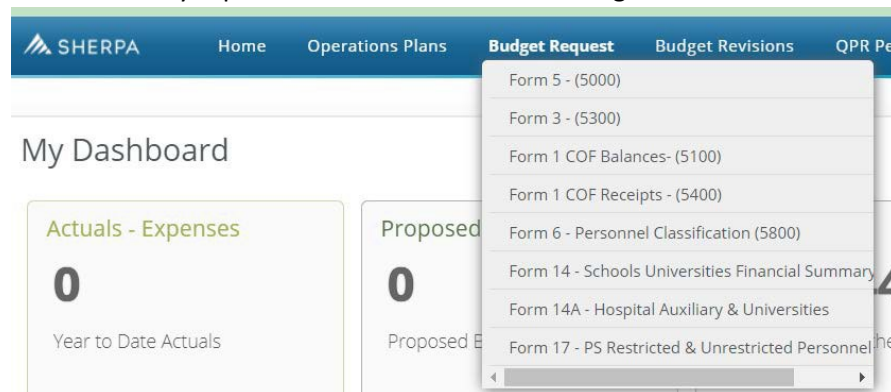 SHERPA Home Operations Plans Budget Request Budget Revisions QPR
Form 5 - (5000)
Form 3 - (5300)
Form 1 COF Balances- (5100)
Form 1 COF Receipts - (5400)
Form 6 - Personnel Classification (5800)
Form 14 - Schools Universities Financial Summary
Form 14A - Hospital Auxiliary & Universities
Form 17 - PS Restricted & Unrestricted Personnel
My Dashboard
Actuals - Expenses
0
Year to Date Actuals
Proposed
0
Proposed